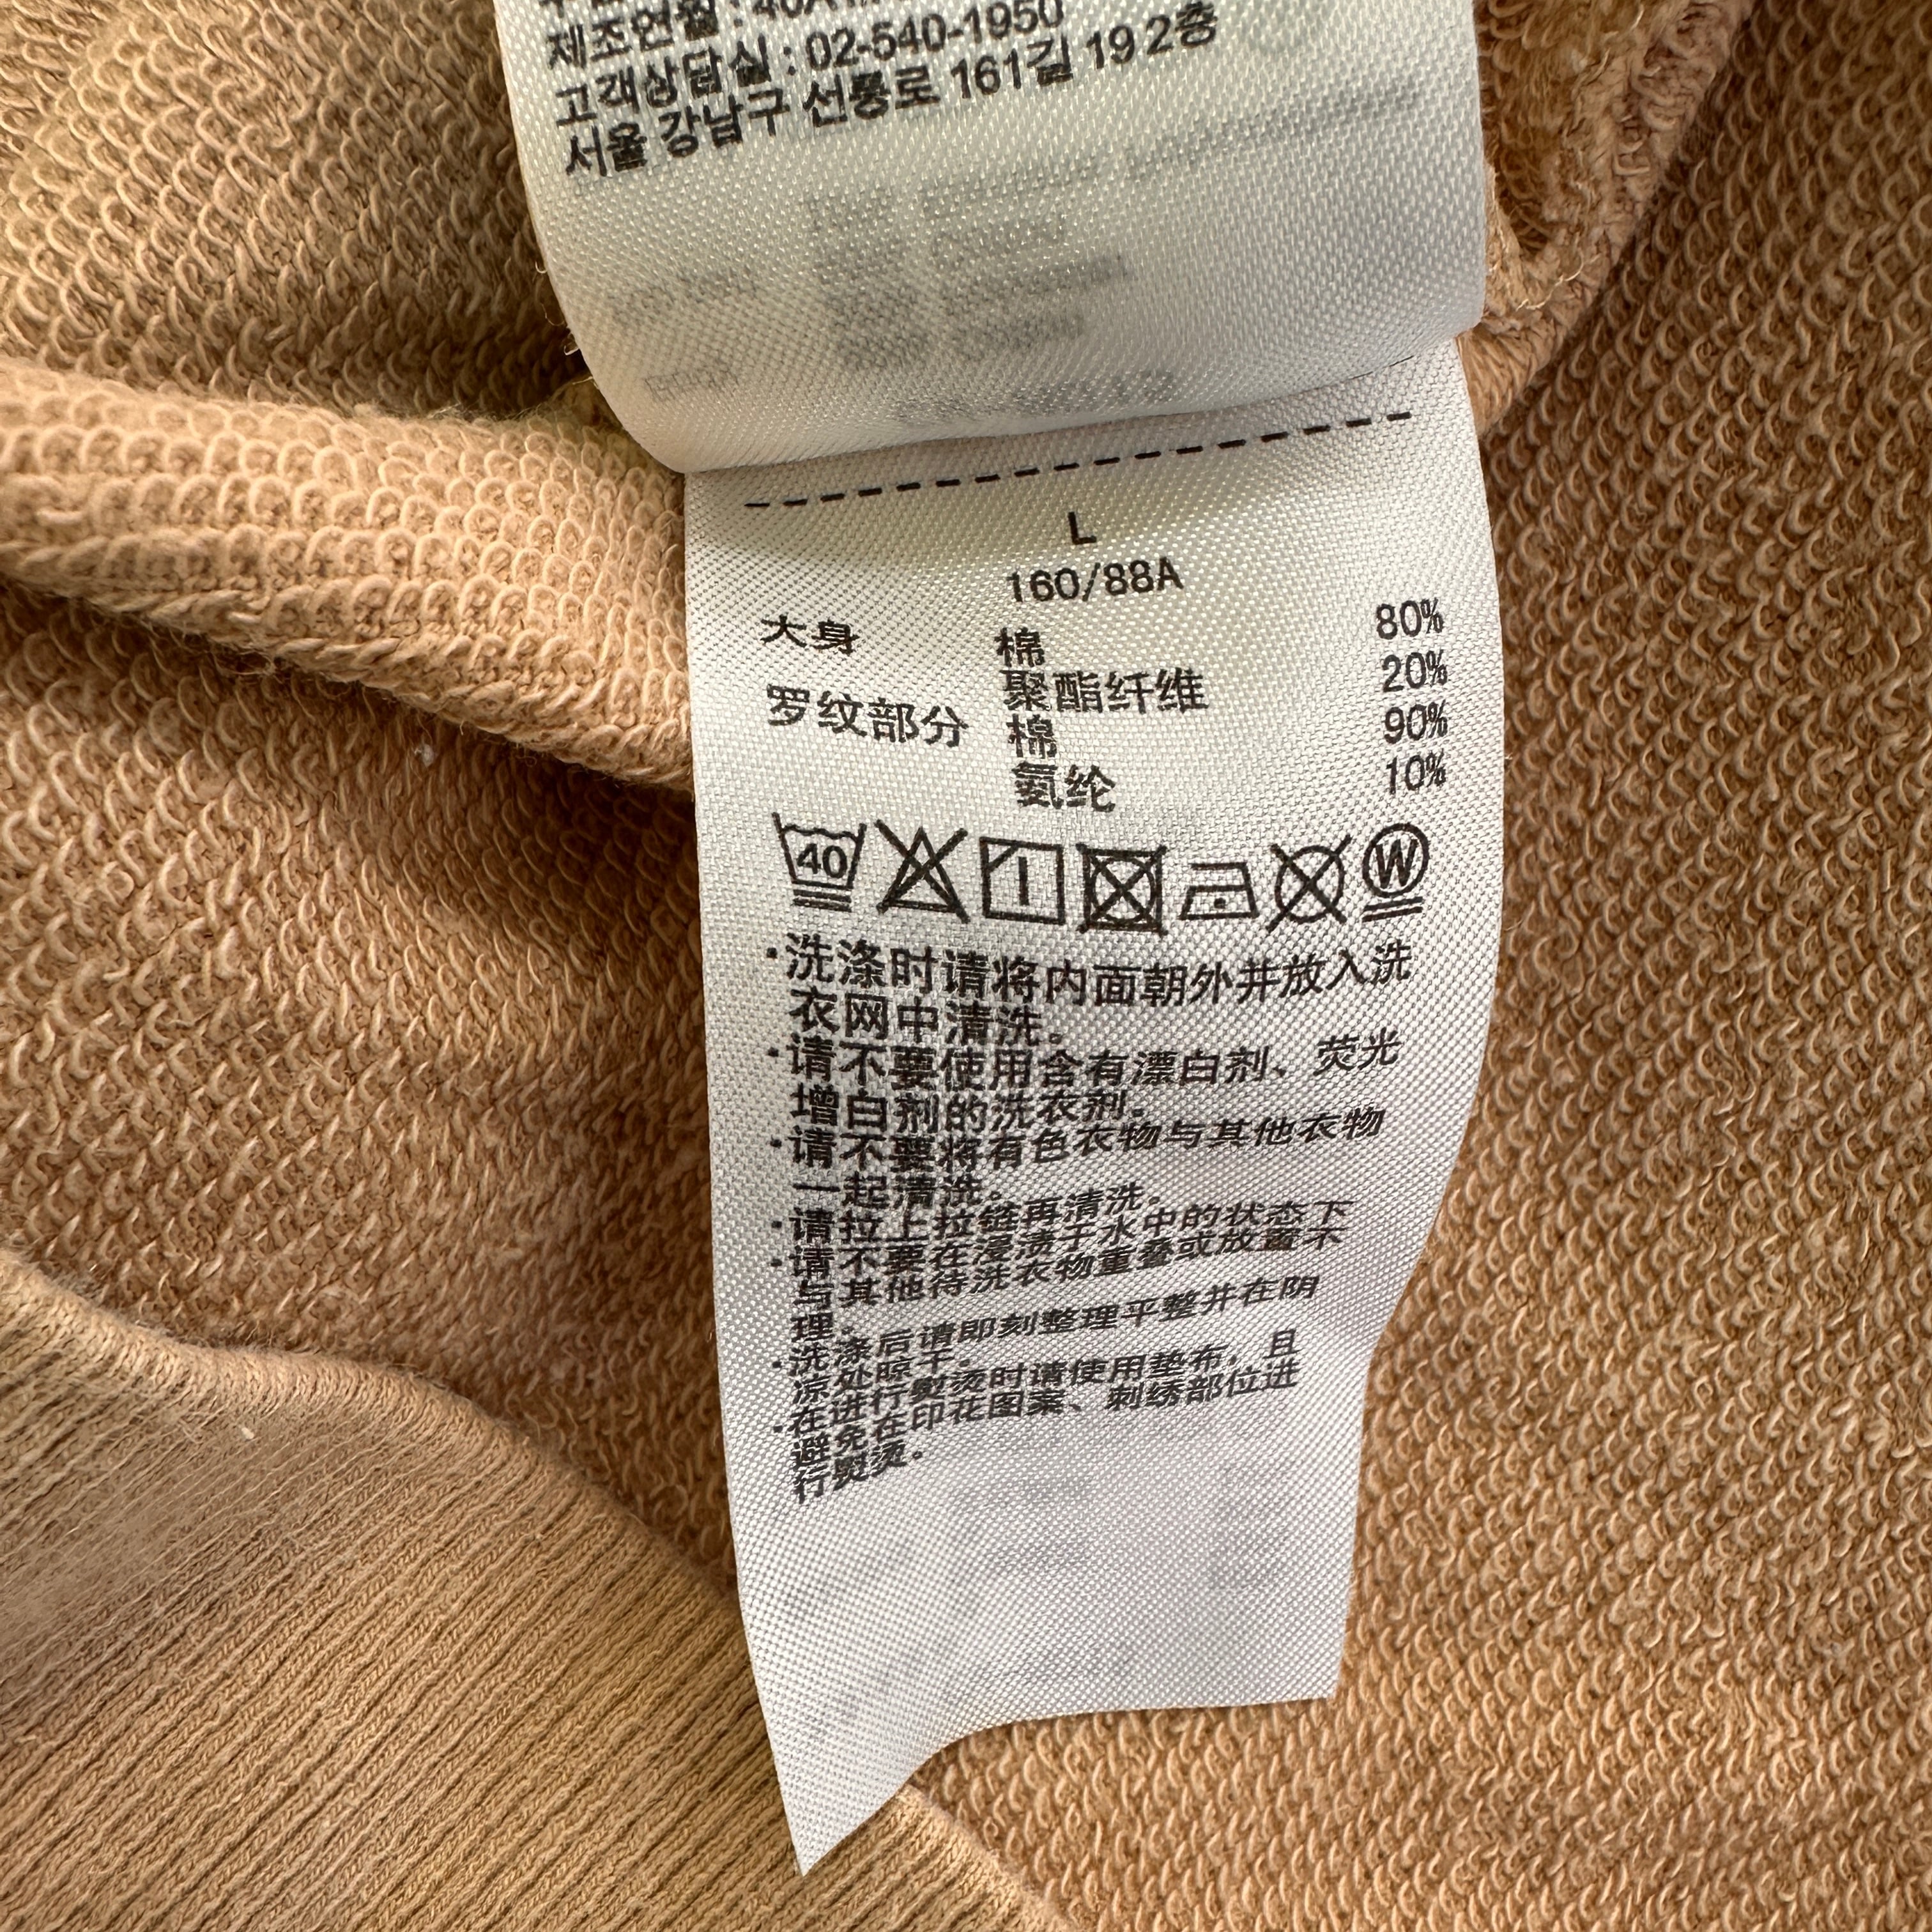 제조연월 :
고객상담실 : 02-540-1950
서울 강남구 선릉로 161길 19 2층
L
160/88A
大身 棉 80%
聚酯纤维 20%
罗纹部分 棉 90%
氨纶 10%
40 W
·洗涤时请将内面朝外并放入洗
衣网中清洗。
·请不要使用含有漂白剂、荧光
增白剂的洗衣剂。
·请不要将有色衣物与其他衣物
一起清洗。
·请拉上拉链再清洗。
·请不要在浸渍于水中的状态下
与其他待洗衣物重叠或放置不
理。
·洗涤后请即刻整理平整并在阴
凉处晾干。
·在进行熨烫时请使用垫布，且
避免在印花图案、刺绣部位进
行熨烫。